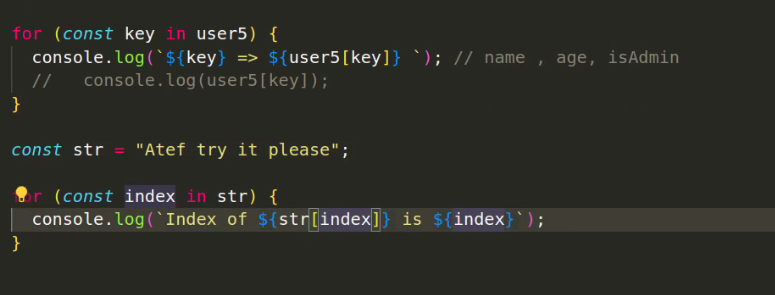 for (const key in user5) {
  console.log(`${key} => ${user5[key]} `); // name , age, isAdmin
  //   console.log(user5[key]);
}
const str = "Atef try it please";
for (const index in str) {
  console.log(`Index of ${str[index]} is ${index}`);
}